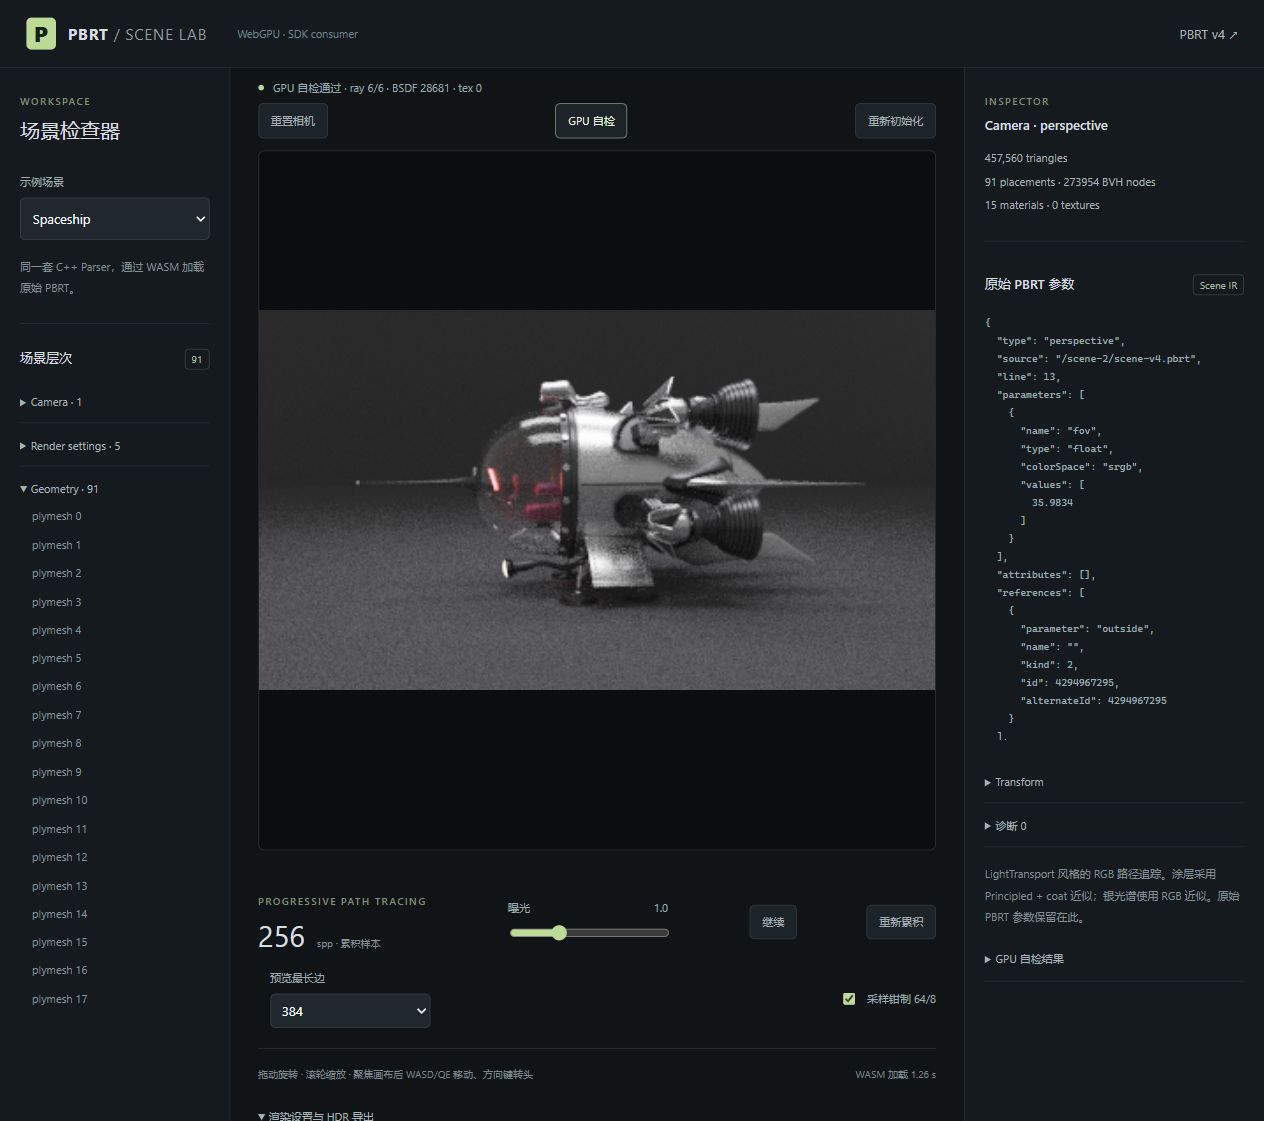 P PBRT / SCENE LAB
WebGPU · SDK consumer
PBRT v4 ↗
WORKSPACE
场景检查器
示例场景
Spaceship
同一套 C++ Parser，通过 WASM 加载
原始 PBRT。
场景层次
91
▶ Camera · 1
▶ Render settings · 5
▼ Geometry · 91
plymesh 0
plymesh 1
plymesh 2
plymesh 3
plymesh 4
plymesh 5
plymesh 6
plymesh 7
plymesh 8
plymesh 9
plymesh 10
plymesh 11
plymesh 12
plymesh 13
plymesh 14
plymesh 15
plymesh 16
plymesh 17
GPU 自检通过 · ray 6/6 · BSDF 28681 · tex 0
重置相机
GPU 自检
重新初始化
PROGRESSIVE PATH TRACING
256 spp · 累积样本
曝光 1.0
继续
重新累积
预览最长边
384
采样钳制 64/8
拖动旋转 · 滚轮缩放 · 聚焦画布后 WASD/QE 移动、方向键转头
WASM 加载 1.26 s
▼ 渲染设置与 HDR 导出
INSPECTOR
Camera · perspective
457,560 triangles
91 placements · 273954 BVH nodes
15 materials · 0 textures
原始 PBRT 参数
Scene IR
{
"type": "perspective",
"source": "/scene-2/scene-v4.pbrt",
"line": 13,
"parameters": [
{
"name": "fov",
"type": "float",
"colorSpace": "srgb",
"values": [
35.9834
]
}
],
"attributes": [],
"references": [
{
"parameter": "outside",
"name": "",
"kind": 2,
"id": 4294967295,
"alternateId": 4294967295
}
],
▶ Transform
▶ 诊断 0
LightTransport 风格的 RGB 路径追踪。涂层采用
Principled + coat 近似；银光谱使用 RGB 近似。原始
PBRT 参数保留在此。
▶ GPU 自检结果